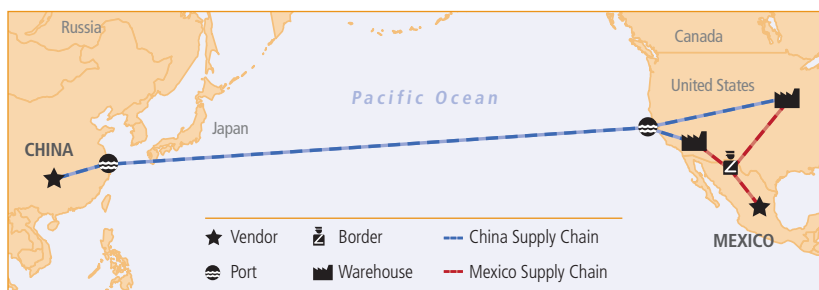 Russia
Canada
Pacific Ocean
United States
Japan
CHINA
MEXICO
Vendor
Border
China Supply Chain
Port
Warehouse
Mexico Supply Chain